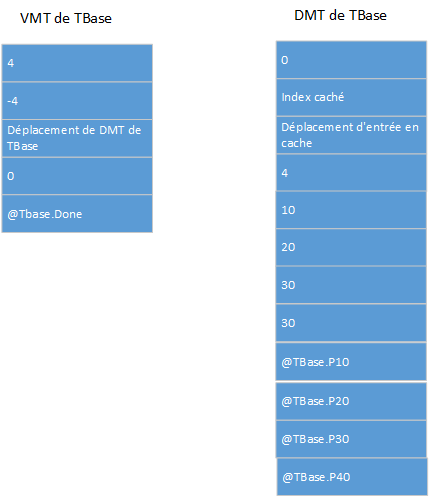 VMT de TBase
4
-4
Déplacement de DMT de
TBase
0
@Tbase.Done
DMT de TBase
0
Index caché
Déplacement d'entrée en
cache
4
10
20
30
30
@TBase.P10
@TBase.P20
@TBase.P30
@TBase.P40